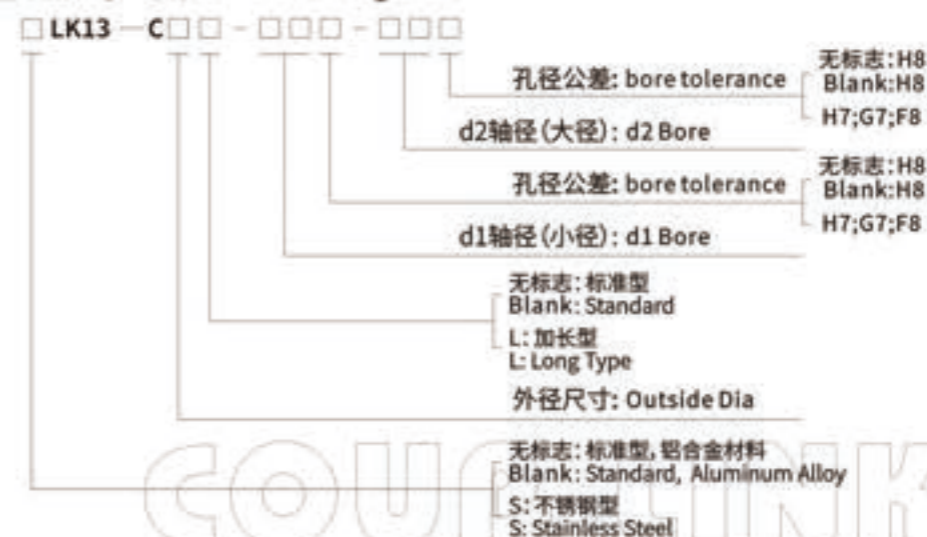 □LK13-C□□-□□□-□□□
孔径公差: bore tolerance
无标志:H8
Blank:H8
H7;G7;F8
d2轴径(大径): d2 Bore
孔径公差: bore tolerance
无标志:H8
Blank:H8
H7;G7;F8
d1轴径(小径): d1 Bore
无标志: 标准型
Blank: Standard
L: 加长型
L: Long Type
外径尺寸: Outside Dia
无标志: 标准型, 铝合金材料
Blank: Standard, Aluminum Alloy
S: 不锈钢型
S: Stainless Steel